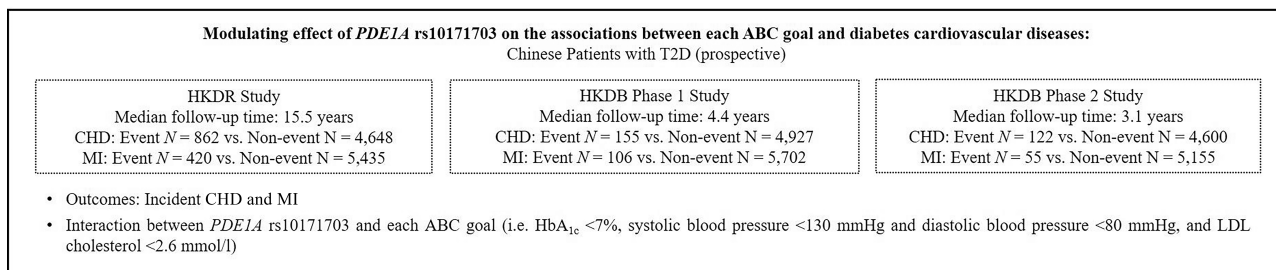 Modulating effect of PDE1A rs10171703 on the associations between each ABC goal and diabetes cardiovascular diseases:
Chinese Patients with T2D (prospective)
HKDR Study
Median follow-up time: 15.5 years
CHD: Event N = 862 vs. Non-event N = 4,648
MI: Event N = 420 vs. Non-event N = 5,435
HKDB Phase 1 Study
Median follow-up time: 4.4 years
CHD: Event N = 155 vs. Non-event N = 4,927
MI: Event N = 106 vs. Non-event N = 5,702
HKDB Phase 2 Study
Median follow-up time: 3.1 years
CHD: Event N = 122 vs. Non-event N = 4,600
MI: Event N = 55 vs. Non-event N = 5,155
• Outcomes: Incident CHD and MI
• Interaction between PDE1A rs10171703 and each ABC goal (i.e. HbA1c <7%, systolic blood pressure <130 mmHg and diastolic blood pressure <80 mmHg, and LDL
cholesterol <2.6 mmol/l)